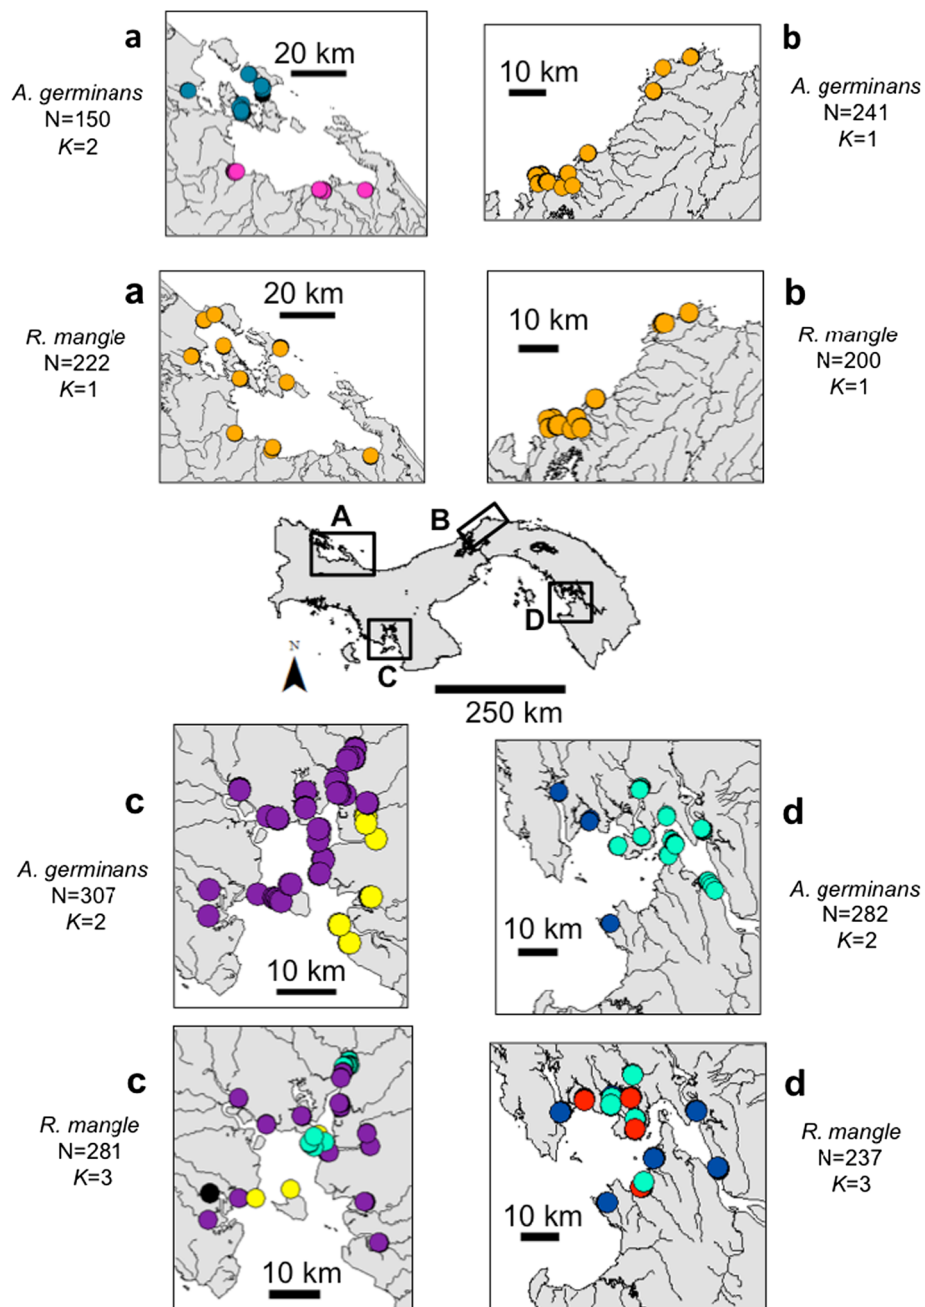 a
A. germinans
N=150
K=2
20 km
b
A. germinans
N=241
K=1
10 km
a
R. mangle
N=222
K=1
20 km
b
R. mangle
N=200
K=1
10 km
A
B
C
D
N
250 km
c
A. germinans
N=307
K=2
10 km
d
A. germinans
N=282
K=2
10 km
c
R. mangle
N=281
K=3
10 km
d
R. mangle
N=237
K=3
10 km